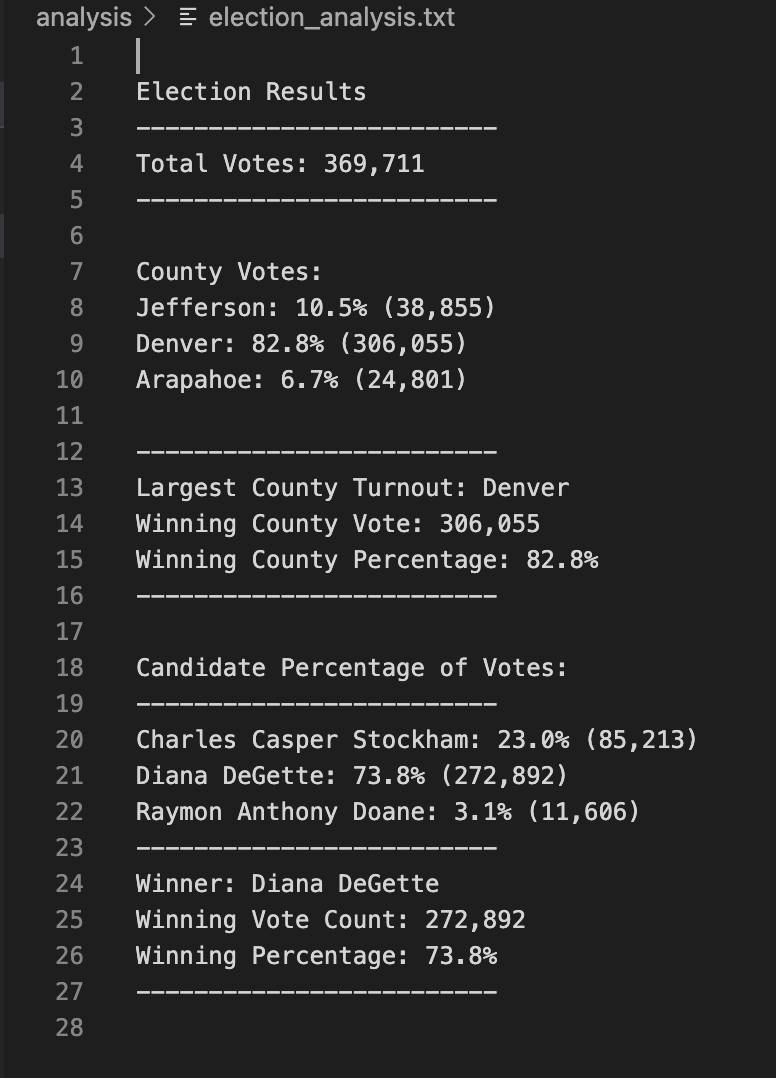 analysis > election_analysis.txt
1
2 Election Results
3 -------------------------
4 Total Votes: 369,711
5 -------------------------
6
7 County Votes:
8 Jefferson: 10.5% (38,855)
9 Denver: 82.8% (306,055)
10 Arapahoe: 6.7% (24,801)
11
12 -------------------------
13 Largest County Turnout: Denver
14 Winning County Vote: 306,055
15 Winning County Percentage: 82.8%
16 -------------------------
17
18 Candidate Percentage of Votes:
19 -------------------------
20 Charles Casper Stockham: 23.0% (85,213)
21 Diana DeGette: 73.8% (272,892)
22 Raymon Anthony Doane: 3.1% (11,606)
23 -------------------------
24 Winner: Diana DeGette
25 Winning Vote Count: 272,892
26 Winning Percentage: 73.8%
27 -------------------------
28